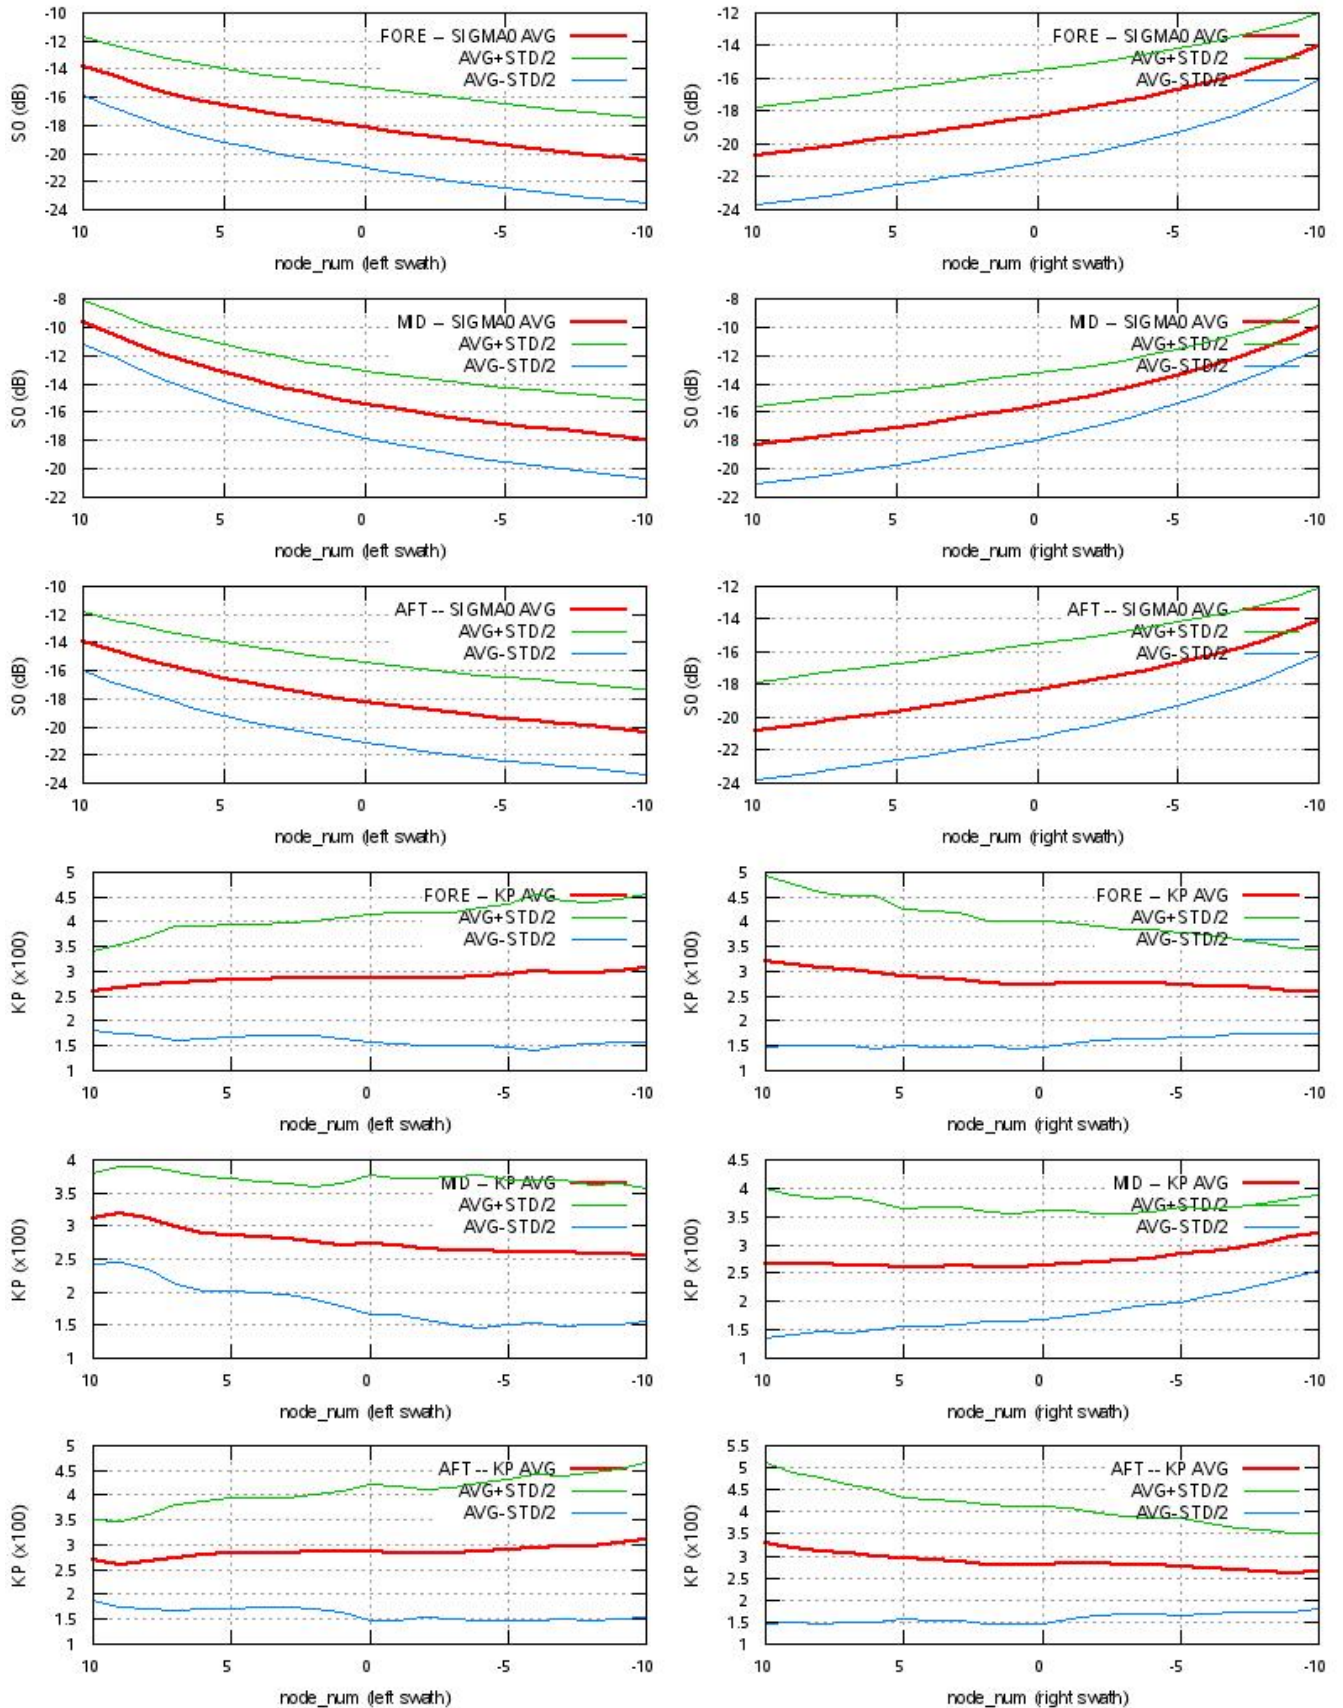 -10
-12
-14
-16
-18
-20
-22
-24
S0 (dB)
FORE – SIGMA0 AVG
AVG+STD/2
AVG-STD/2
10 5 0 -5 -10
node_num (left swath)
-12
-14
-16
-18
-20
-22
-24
S0 (dB)
FORE – SIGMA0 AVG
AVG+STD/2
AVG-STD/2
10 5 0 -5 -10
node_num (right swath)
-8
-10
-12
-14
-16
-18
-20
-22
S0 (dB)
MID – SIGMA0 AVG
AVG+STD/2
AVG-STD/2
10 5 0 -5 -10
node_num (left swath)
-8
-10
-12
-14
-16
-18
-20
-22
S0 (dB)
MID – SIGMA0 AVG
AVG+STD/2
AVG-STD/2
10 5 0 -5 -10
node_num (right swath)
-10
-12
-14
-16
-18
-20
-22
-24
S0 (dB)
AFT -- SIGMA0 AVG
AVG+STD/2
AVG-STD/2
10 5 0 -5 -10
node_num (left swath)
-12
-14
-16
-18
-20
-22
-24
S0 (dB)
AFT -- SIGMA0 AVG
AVG+STD/2
AVG-STD/2
10 5 0 -5 -10
node_num (right swath)
5
4.5
4
3.5
3
2.5
2
1.5
1
KP (x100)
FORE – KP AVG
AVG+STD/2
AVG-STD/2
10 5 0 -5 -10
node_num (left swath)
5
4.5
4
3.5
3
2.5
2
1.5
1
KP (x100)
FORE – KP AVG
AVG+STD/2
AVG-STD/2
10 5 0 -5 -10
node_num (right swath)
4
3.5
3
2.5
2
1.5
1
KP (x100)
MID – KP AVG
AVG+STD/2
AVG-STD/2
10 5 0 -5 -10
node_num (left swath)
4.5
4
3.5
3
2.5
2
1.5
1
KP (x100)
MID – KP AVG
AVG+STD/2
AVG-STD/2
10 5 0 -5 -10
node_num (right swath)
5
4.5
4
3.5
3
2.5
2
1.5
1
KP (x100)
AFT -- KP AVG
AVG+STD/2
AVG-STD/2
10 5 0 -5 -10
node_num (left swath)
5.5
5
4.5
4
3.5
3
2.5
2
1.5
1
KP (x100)
AFT -- KP AVG
AVG+STD/2
AVG-STD/2
10 5 0 -5 -10
node_num (right swath)